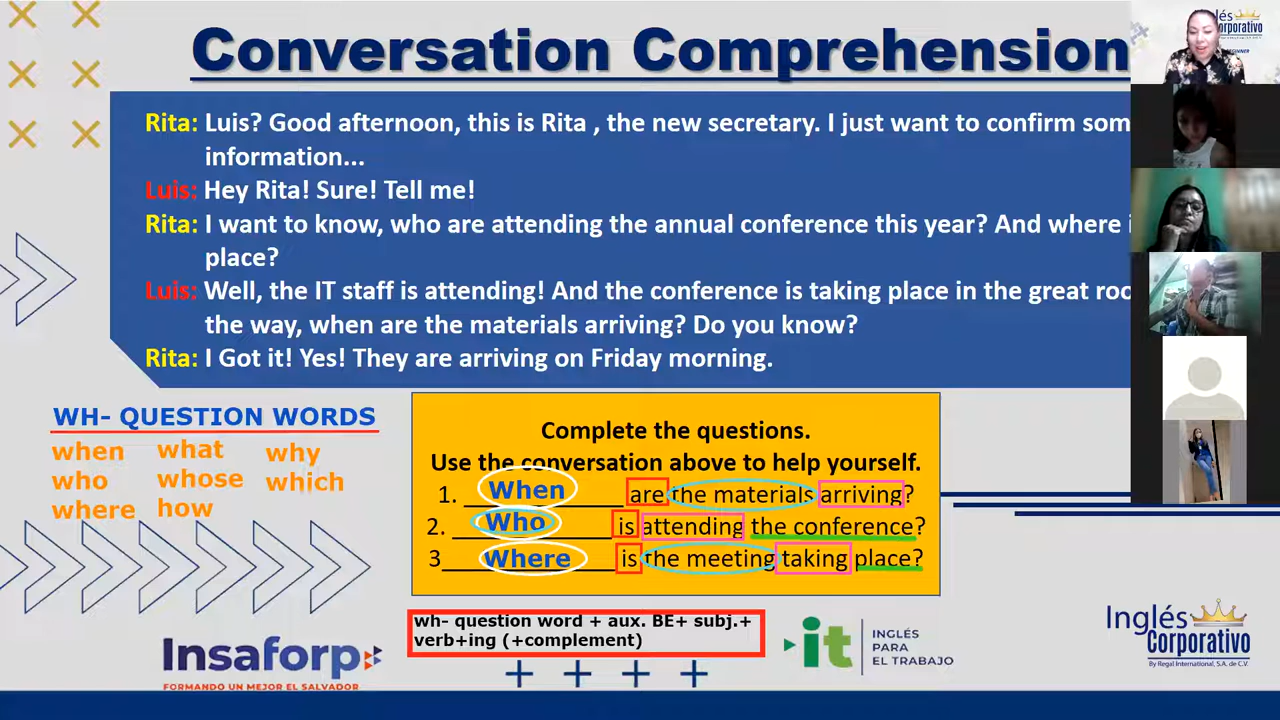 Conversation Comprehension
Rita: Luis? Good afternoon, this is Rita , the new secretary. I just want to confirm som
information...
Luis: Hey Rita! Sure! Tell me!
Rita: I want to know, who are attending the annual conference this year? And where i
place?
Luis: Well, the IT staff is attending! And the conference is taking place in the great roo
the way, when are the materials arriving? Do you know?
Rita: I Got it! Yes! They are arriving on Friday morning.
WH- QUESTION WORDS
when what why
who whose which
where how
Complete the questions.
Use the conversation above to help yourself.
1. When are the materials arriving?
2. Who is attending the conference?
3 Where is the meeting taking place?
wh- question word + aux. BE+ subj.+
verb+ing (+complement)
Insaforp
FORMANDO UN MEJOR EL SALVADOR
it INGLÉS
PARA
EL TRABAJO
Inglés
Corporativo
By Regal International, S.A. de C.V.
lés
orporativo